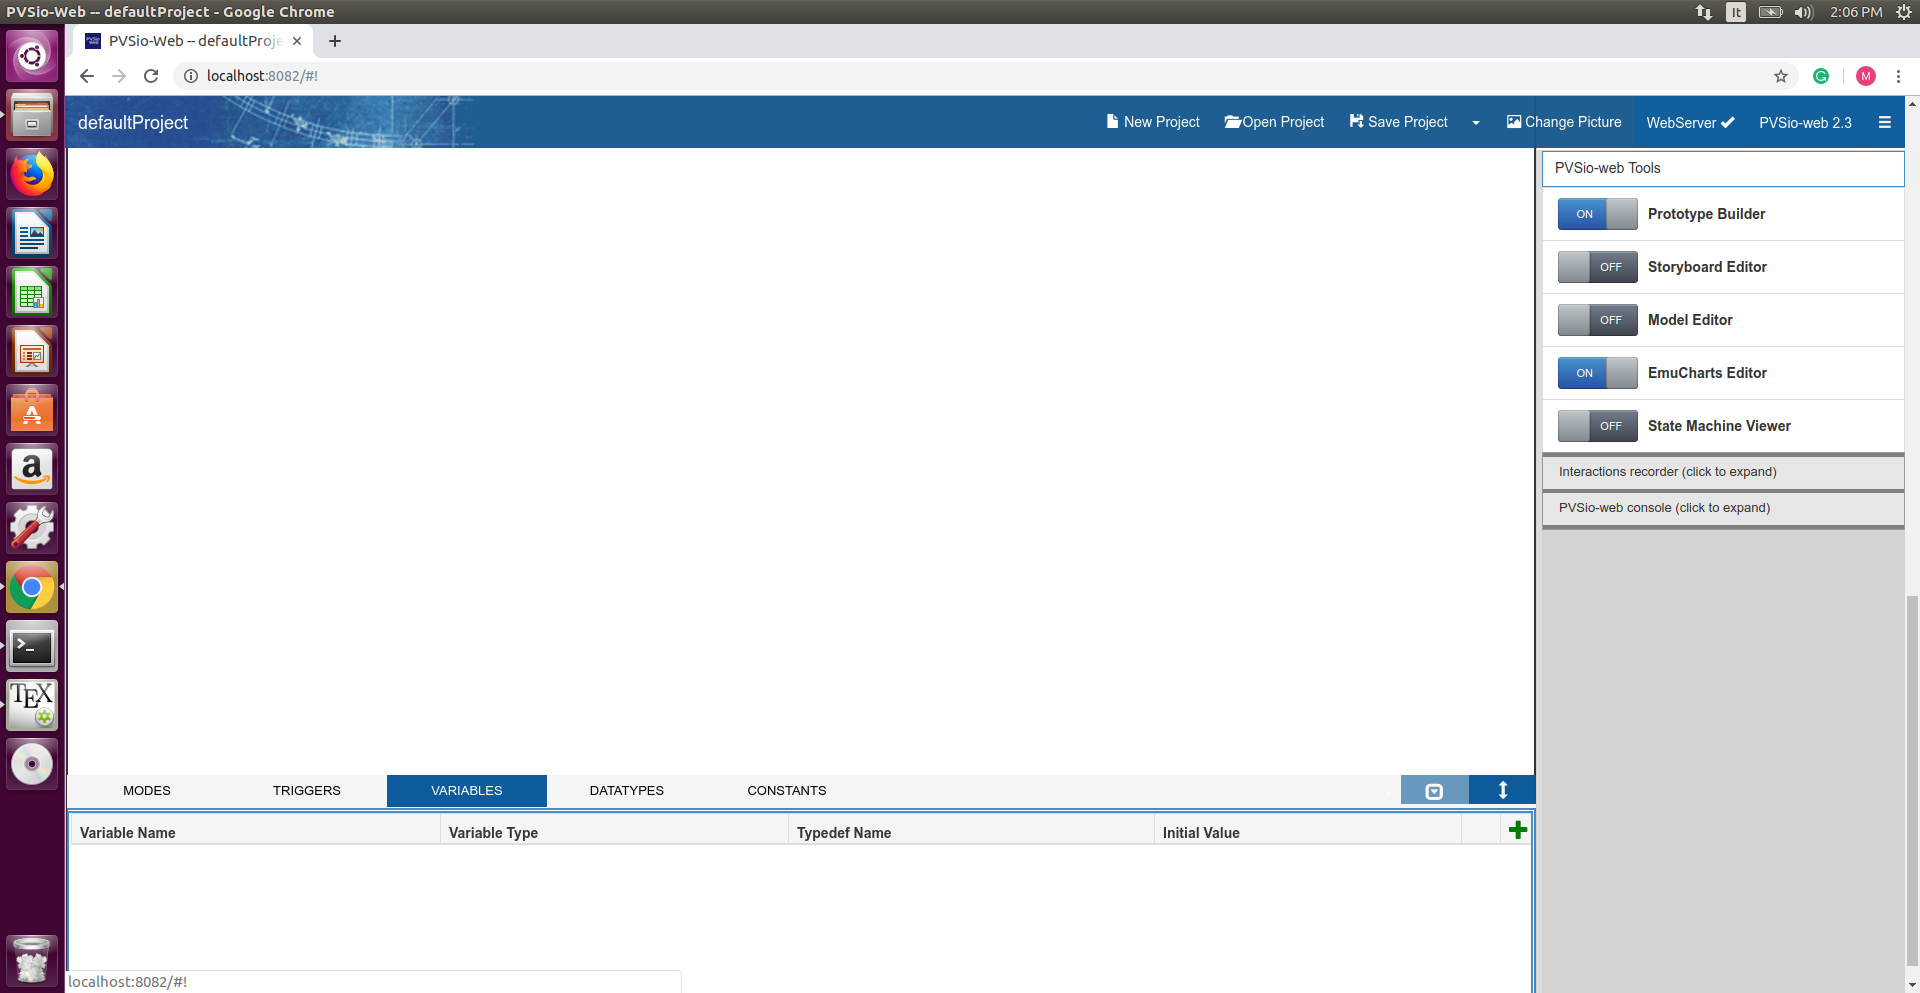 PVSio-Web -- defaultProject - Google Chrome
It
2:06 PM
PVSio-Web -- defaultProje
localhost:8082/#!
M
defaultProject
New Project
Open Project
Save Project
Change Picture
WebServer
PVSio-web 2.3
PVSio-web Tools
ON
Prototype Builder
OFF
Storyboard Editor
OFF
Model Editor
ON
EmuCharts Editor
OFF
State Machine Viewer
Interactions recorder (click to expand)
PVSio-web console (click to expand)
MODES
TRIGGERS
VARIABLES
DATATYPES
CONSTANTS
Variable Name
Variable Type
Typedef Name
Initial Value
localhost:8082/#!
A
a
>_
TEX